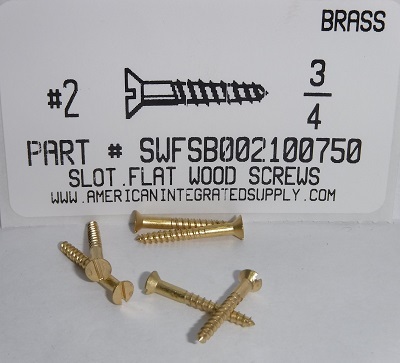 BRASS
#2 3/4
PART # SWFSB002100750
SLOT.FLAT WOOD SCREWS
WWW.AMERICANINTEGRATEDSUPPLY.COM